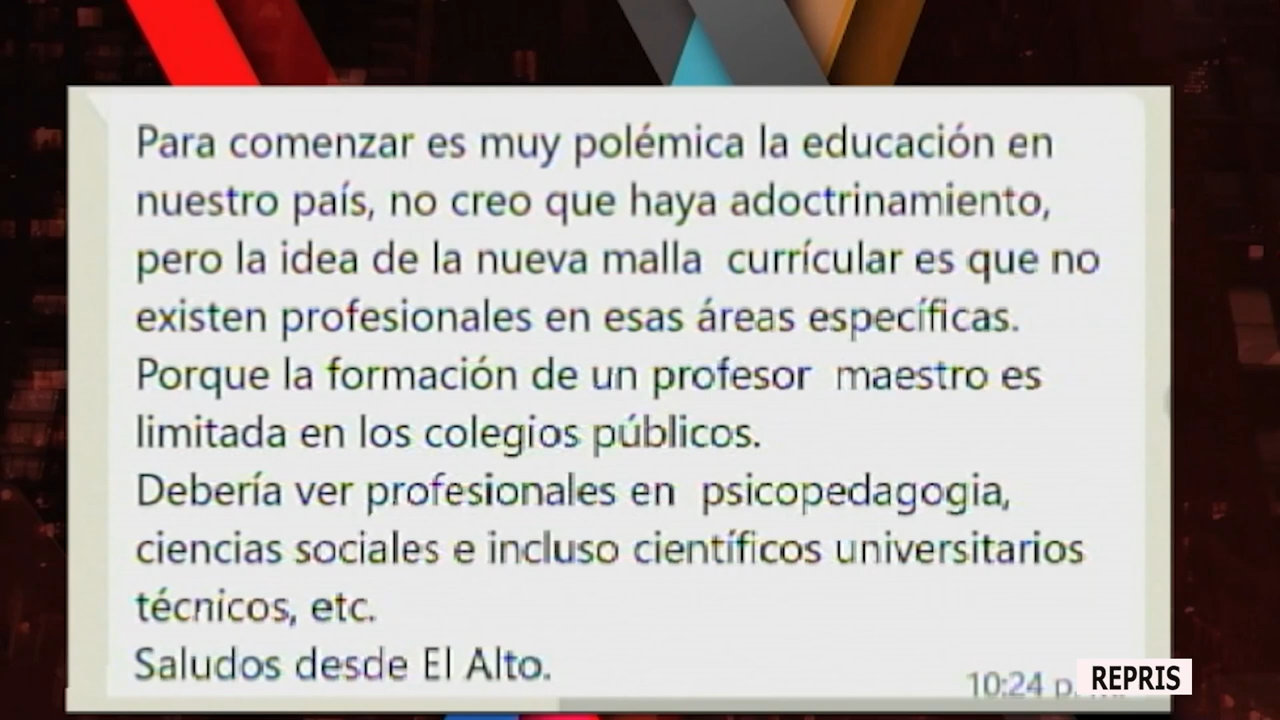 Para comenzar es muy polémica la educación en
nuestro país, no creo que haya adoctrinamiento,
pero la idea de la nueva malla currícular es que no
existen profesionales en esas áreas específicas.
Porque la formación de un profesor maestro es
limitada en los colegios públicos.
Debería ver profesionales en psicopedagogia,
ciencias sociales e incluso científicos universitarios
técnicos, etc.
Saludos desde El Alto.
10:24 p.
REPRIS